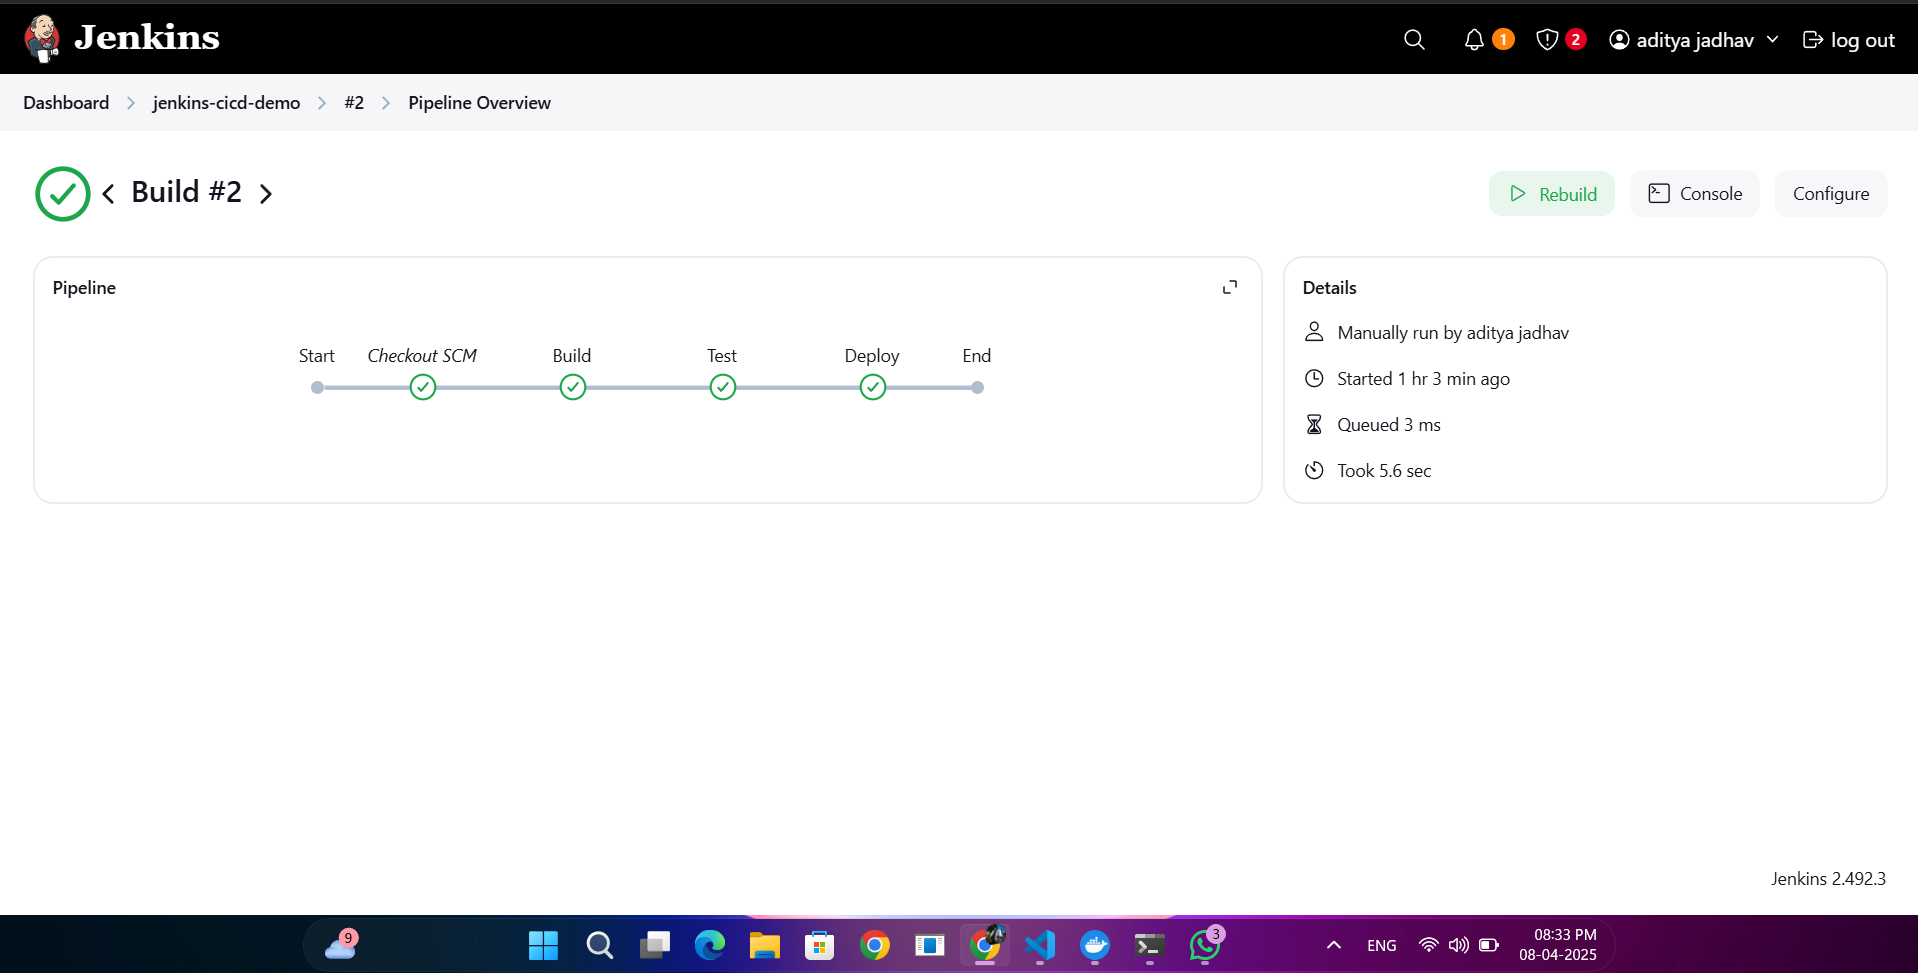 Jenkins
1
2
aditya jadhav
log out
Dashboard
jenkins-cicd-demo
#2
Pipeline Overview
Build #2
Rebuild
Console
Configure
Pipeline
Start
Checkout SCM
Build
Test
Deploy
End
Details
Manually run by aditya jadhav
Started 1 hr 3 min ago
Queued 3 ms
Took 5.6 sec
Jenkins 2.492.3
9
3
ENG
08:33 PM
08-04-2025